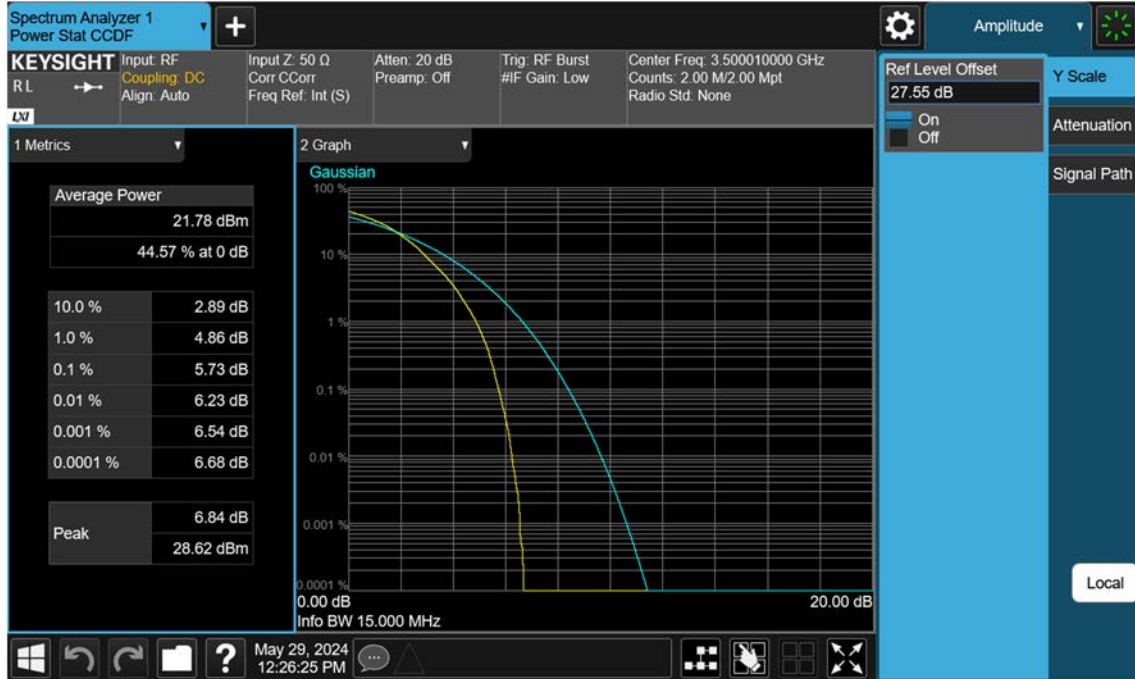 Spectrum Analyzer 1
Power Stat CCDF
Amplitude
KEYSIGHT
R L
LXI
Input: RF
Coupling: DC
Align: Auto
Input Z: 50 Ω
Corr CCorr
Freq Ref: Int (S)
Atten: 20 dB
Preamp: Off
Trig: RF Burst
#IF Gain: Low
Center Freq: 3.500010000 GHz
Counts: 2.00 M/2.00 Mpt
Radio Std: None
Ref Level Offset
27.55 dB
On
Off
Y Scale
Attenuation
Signal Path
1 Metrics
Average Power
21.78 dBm
44.57 % at 0 dB
10.0 % 2.89 dB
1.0 % 4.86 dB
0.1 % 5.73 dB
0.01 % 6.23 dB
0.001 % 6.54 dB
0.0001 % 6.68 dB
Peak 6.84 dB
28.62 dBm
2 Graph
Gaussian
100 %
10 %
1 %
0.1 %
0.01 %
0.001 %
0.0001 %
0.00 dB 20.00 dB
Info BW 15.000 MHz
Local
?
May 29, 2024
12:26:25 PM